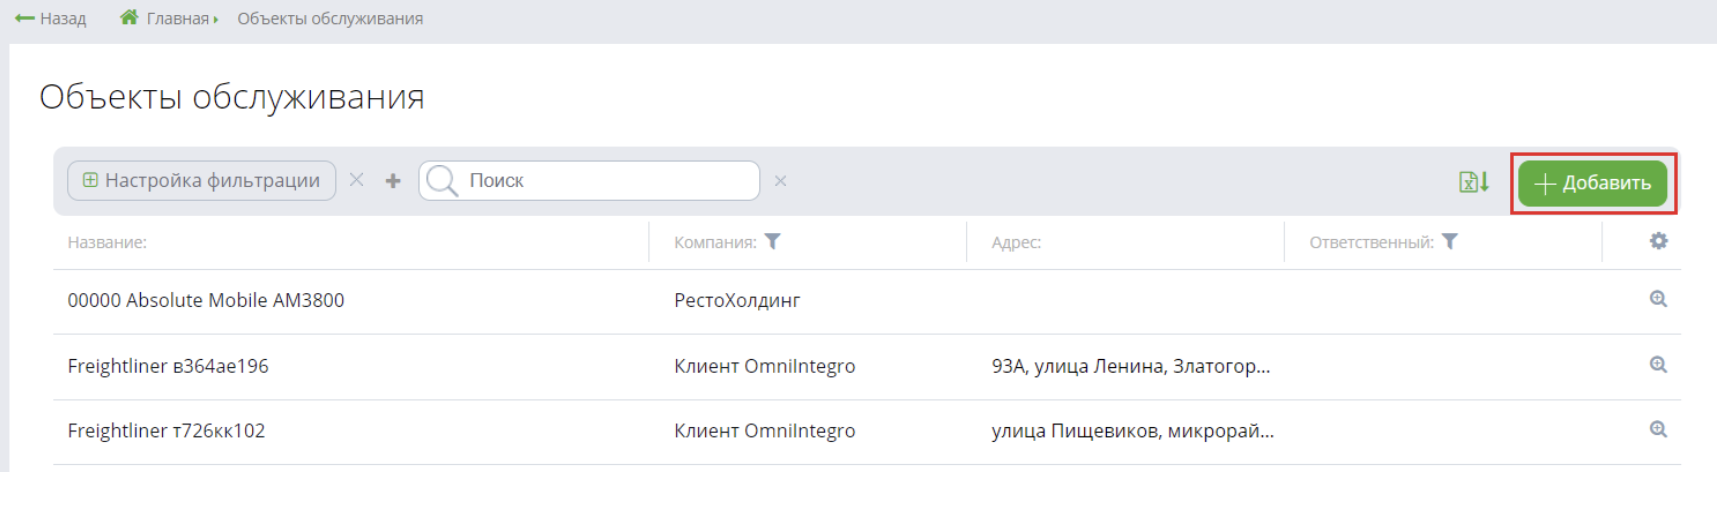 Назад Главная Объекты обслуживания
Объекты обслуживания
Настройка фильтрации Поиск Добавить
Название: Компания: Адрес: Ответственный:
00000 Absolute Mobile AM3800 РестоХолдинг
Freightliner в364ае196 Клиент OmniIntegro 93А, улица Ленина, Златогор...
Freightliner т726кк102 Клиент OmniIntegro улица Пищевиков, микрорай...